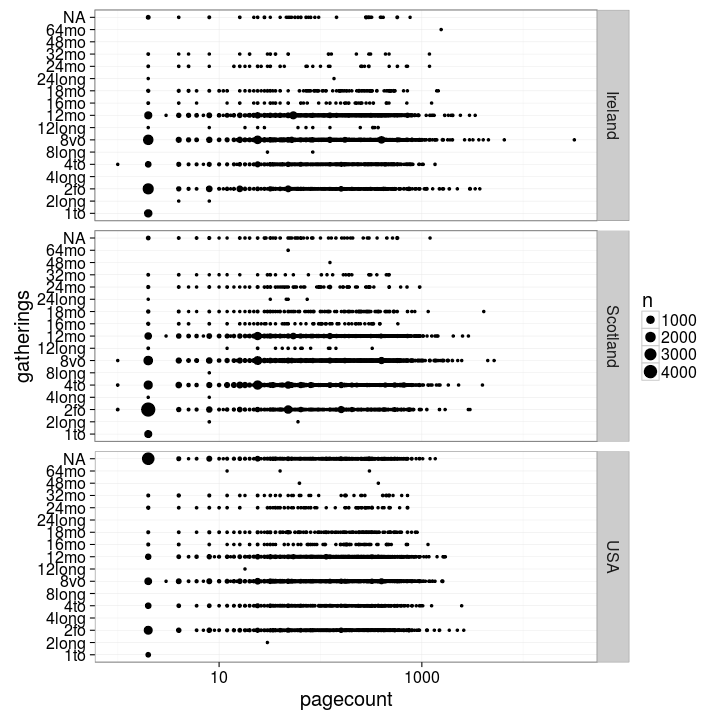 NA
64mo
48mo
32mo
24mo
24long
18mo
16mo
12mo
12long
8vo
8long
4to
4long
2fo
2long
1to
Ireland
NA
64mo
48mo
32mo
24mo
24long
18mo
16mo
12mo
12long
8vo
8long
4to
4long
2fo
2long
1to
Scotland
NA
64mo
48mo
32mo
24mo
24long
18mo
16mo
12mo
12long
8vo
8long
4to
4long
2fo
2long
1to
USA
gatherings
10
1000
pagecount
n
1000
2000
3000
4000